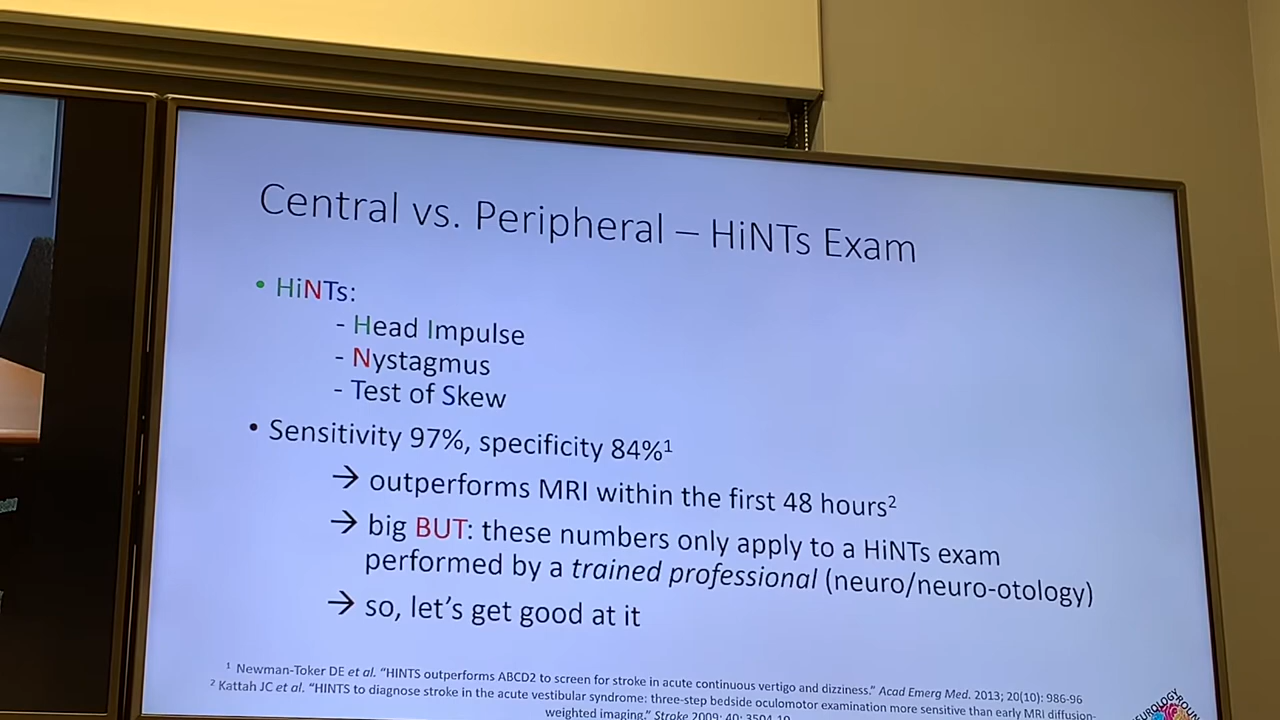 Central vs. Peripheral – HiNTs Exam
• HiNTs:
- Head Impulse
- Nystagmus
- Test of Skew
• Sensitivity 97%, specificity 84%¹
→ outperforms MRI within the first 48 hours²
→ big BUT: these numbers only apply to a HiNTs exam
performed by a trained professional (neuro/neuro-otology)
→ so, let's get good at it
¹ Newman-Toker DE et al. “HINTS outperforms ABCD2 to screen for stroke in acute continuous vertigo and dizziness.” Acad Emerg Med. 2013; 20(10): 986-96
² Kattah JC et al. “HINTS to diagnose stroke in the acute vestibular syndrome: three-step bedside oculomotor examination more sensitive than early MRI diffusion-
weighted imaging.” Stroke 2009; 40: 3504-10